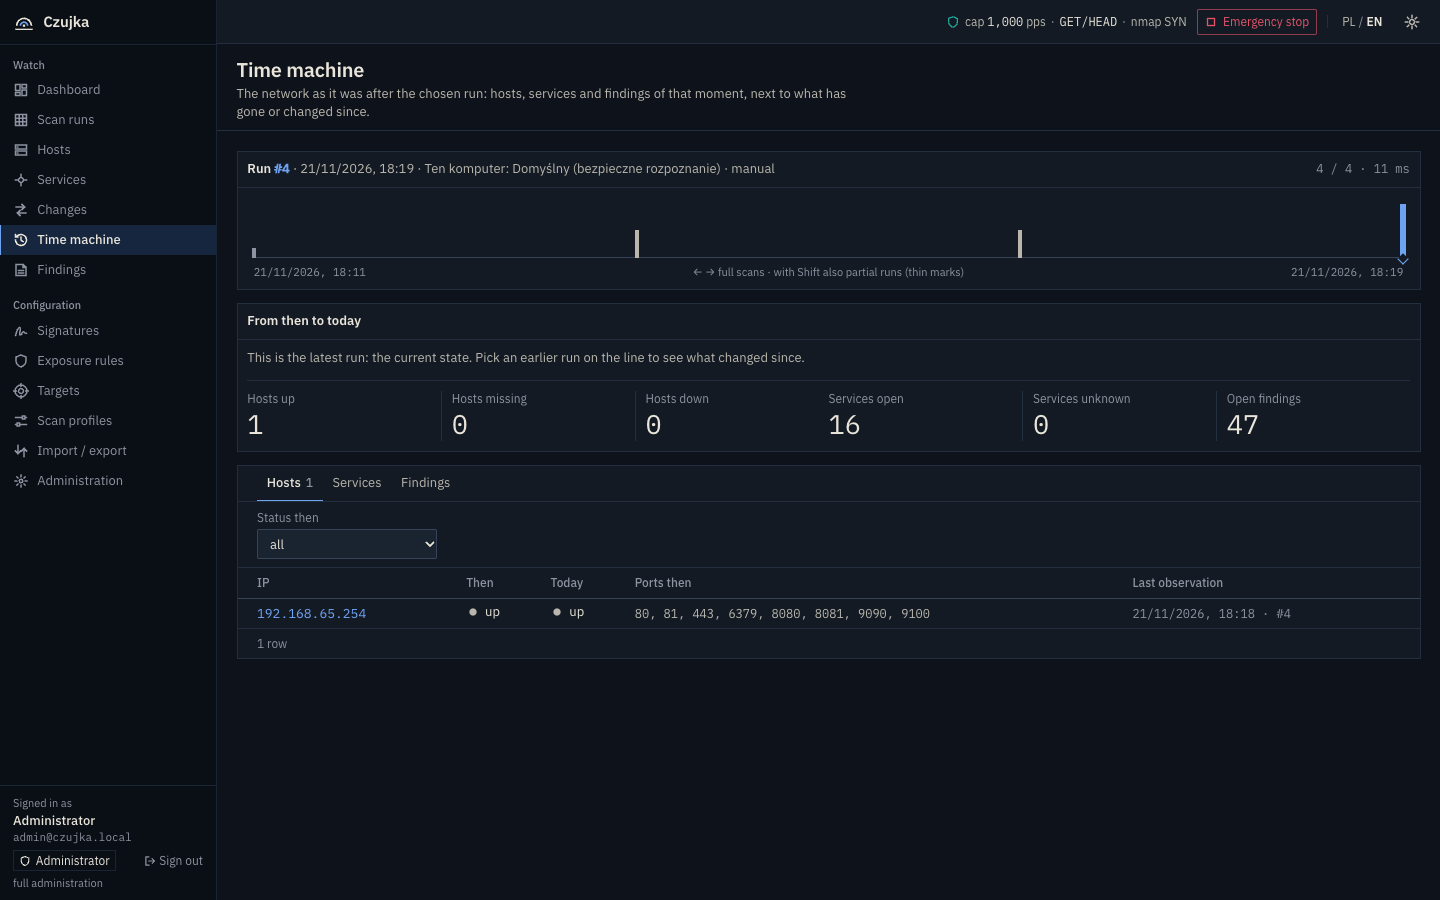 Czujka
cap 1,000 pps · GET/HEAD · nmap SYN
Emergency stop
PL / EN
Watch
Dashboard
Scan runs
Hosts
Services
Changes
Time machine
Findings
Configuration
Signatures
Exposure rules
Targets
Scan profiles
Import / export
Administration
Signed in as
Administrator
admin@czujka.local
Administrator
Sign out
full administration
Time machine
The network as it was after the chosen run: hosts, services and findings of that moment, next to what has
gone or changed since.
Run #4 · 21/11/2026, 18:19 · Ten komputer: Domyślny (bezpieczne rozpoznanie) · manual
4 / 4 · 11 ms
21/11/2026, 18:11
← → full scans · with Shift also partial runs (thin marks)
21/11/2026, 18:19
From then to today
This is the latest run: the current state. Pick an earlier run on the line to see what changed since.
Hosts up
Hosts missing
Hosts down
Services open
Services unknown
Open findings
1
0
0
16
0
47
Hosts 1
Services
Findings
Status then
all
IP
Then
Today
Ports then
Last observation
192.168.65.254
up
up
80, 81, 443, 6379, 8080, 8081, 9090, 9100
21/11/2026, 18:18 · #4
1 row